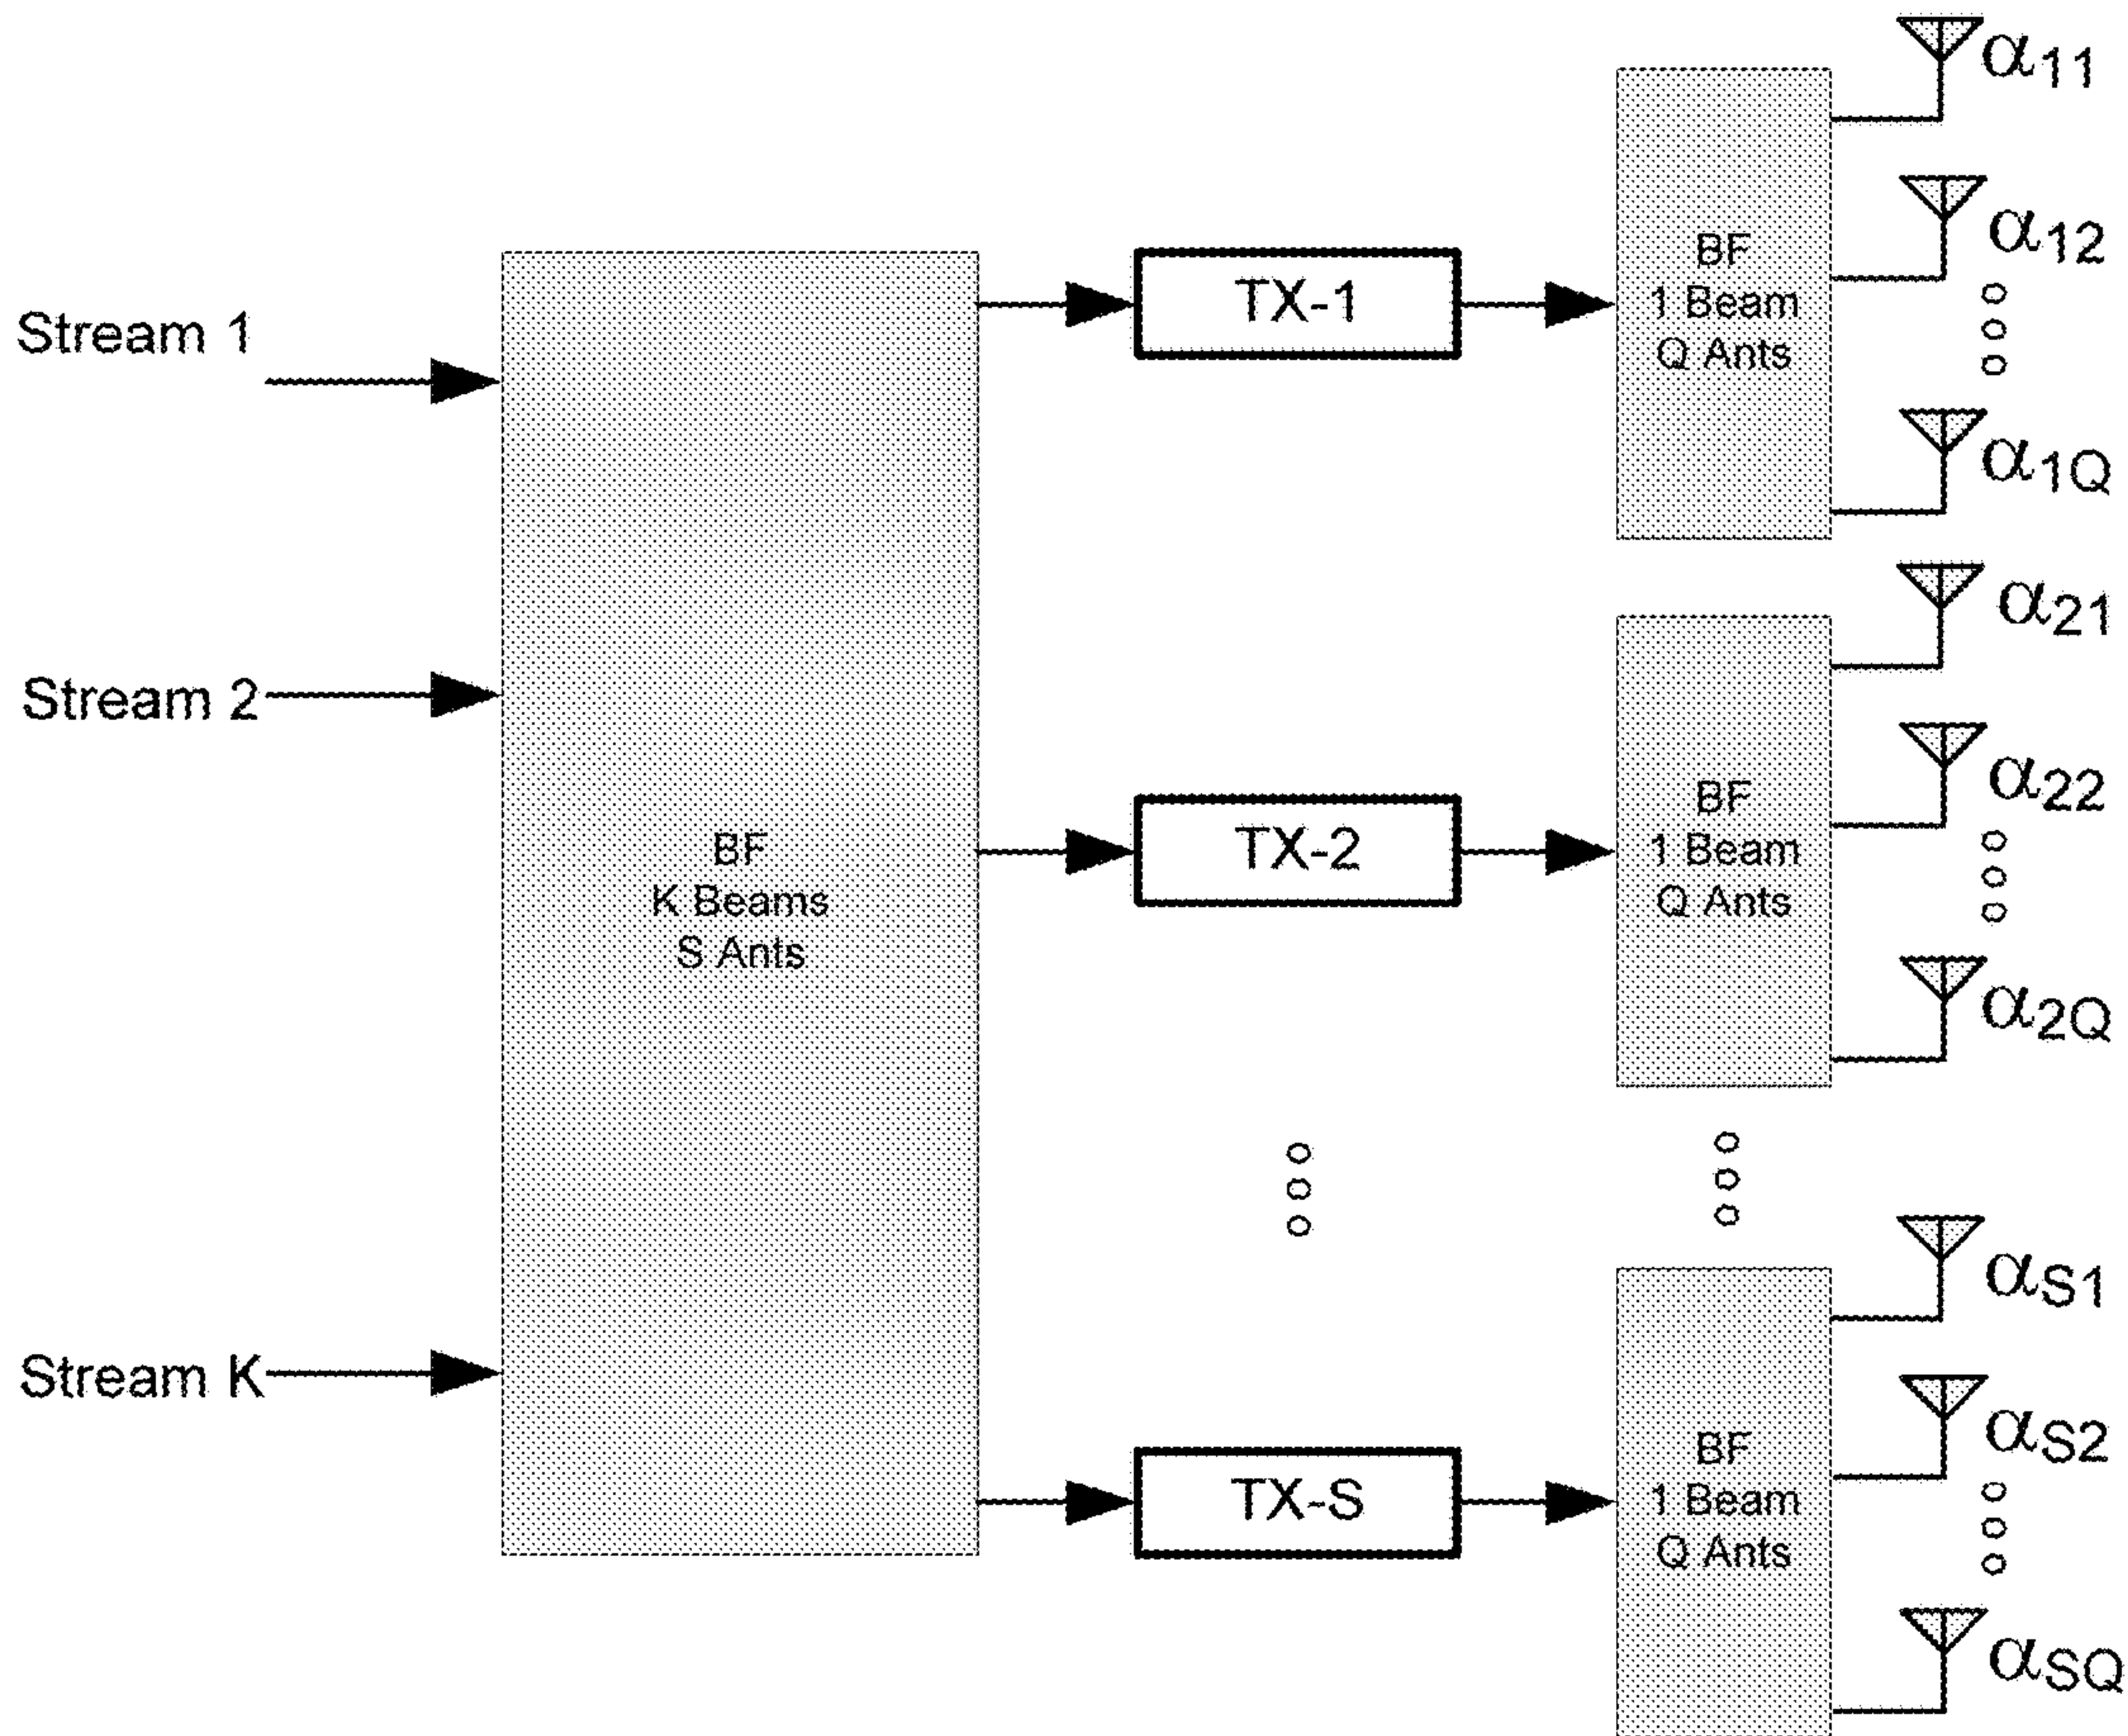 Stream 1
Stream 2
Stream K
BF
K Beams
S Ants
TX-1
TX-2
TX-S
BF
1 Beam
Q Ants
α11
α12
α1Q
BF
1 Beam
Q Ants
α21
α22
α2Q
BF
1 Beam
Q Ants
αS1
αS2
αSQ